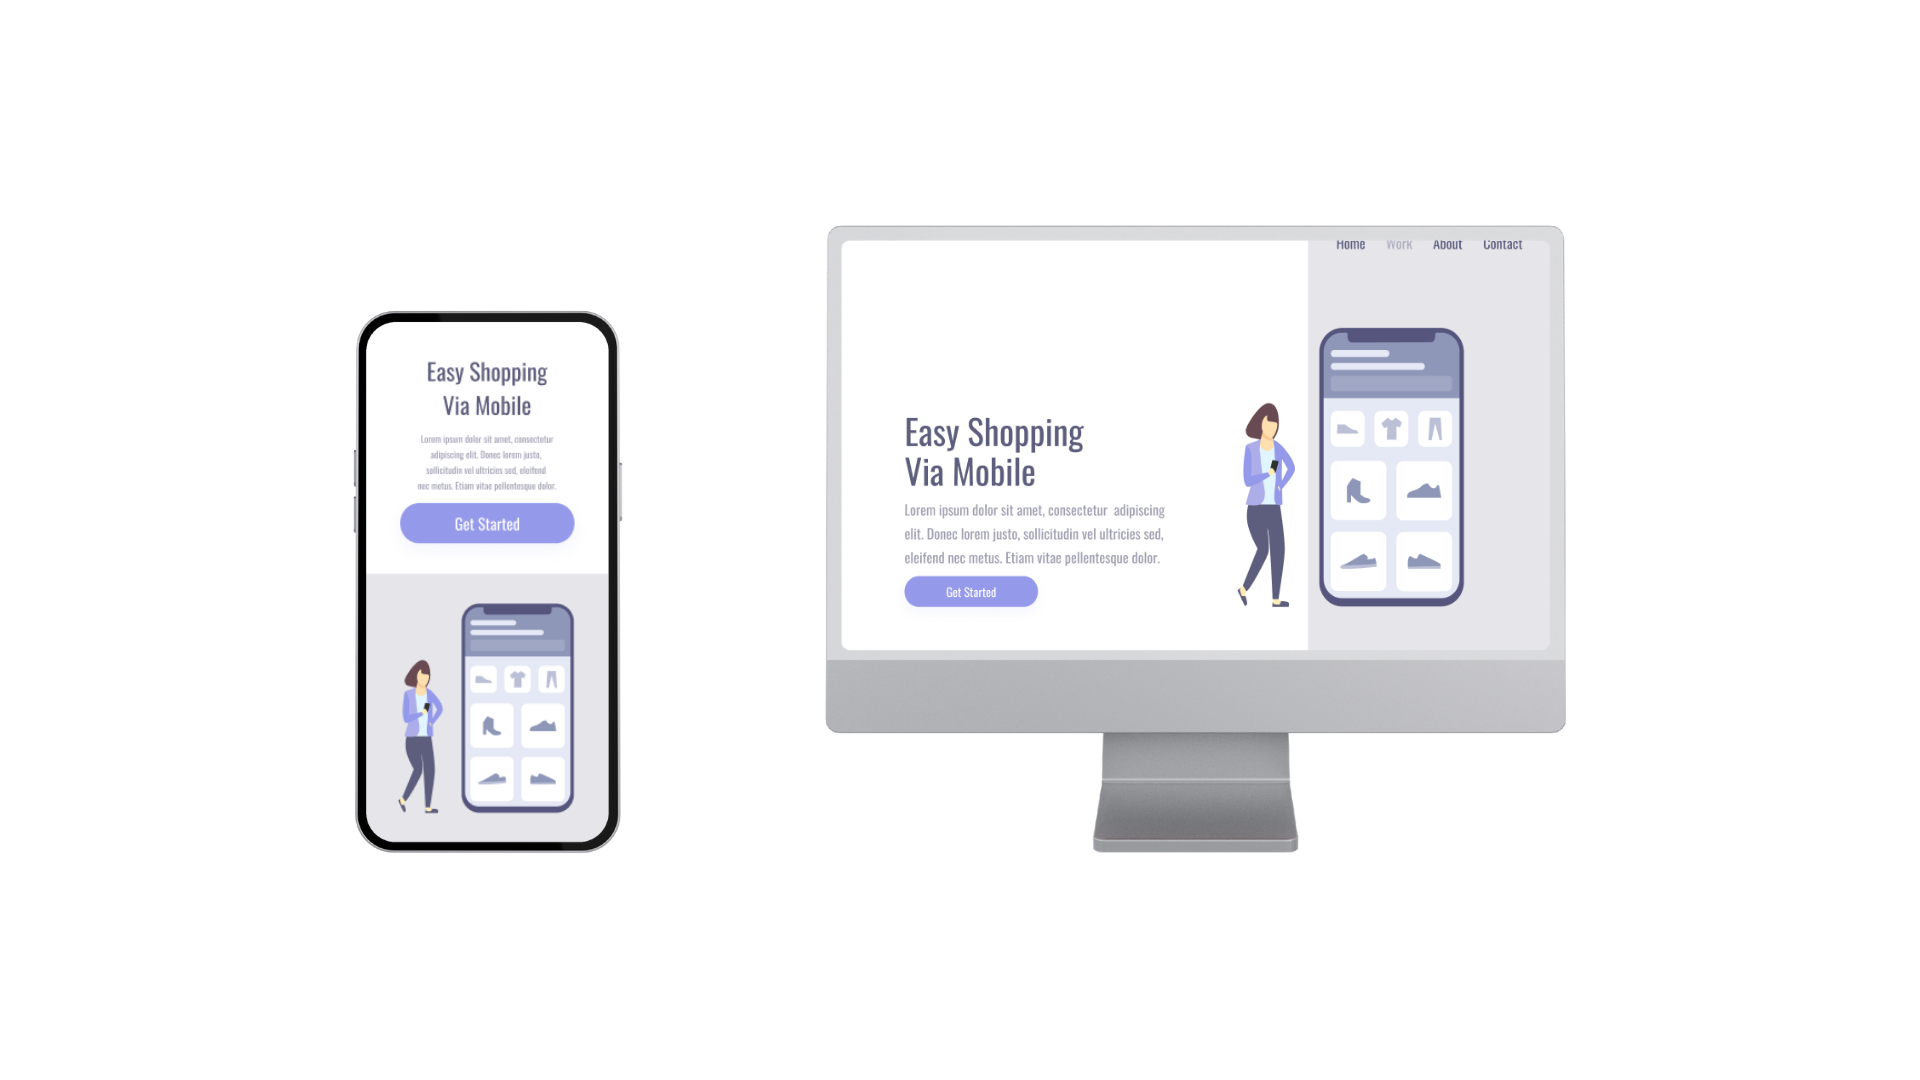 Easy Shopping
Via Mobile
Lorem ipsum dolor sit amet, consectetur
adipiscing elit. Donec lorem justo,
sollicitudin vel ultricies sed, eleifend
nec metus. Etiam vitae pellentesque dolor.
Get Started
Home Work About Contact
Easy Shopping
Via Mobile
Lorem ipsum dolor sit amet, consectetur adipiscing
elit. Donec lorem justo, sollicitudin vel ultricies sed,
eleifend nec metus. Etiam vitae pellentesque dolor.
Get Started